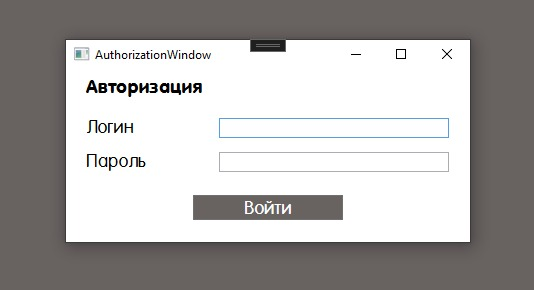 AuthorizationWindow
Авторизация
Логин
Пароль
Войти